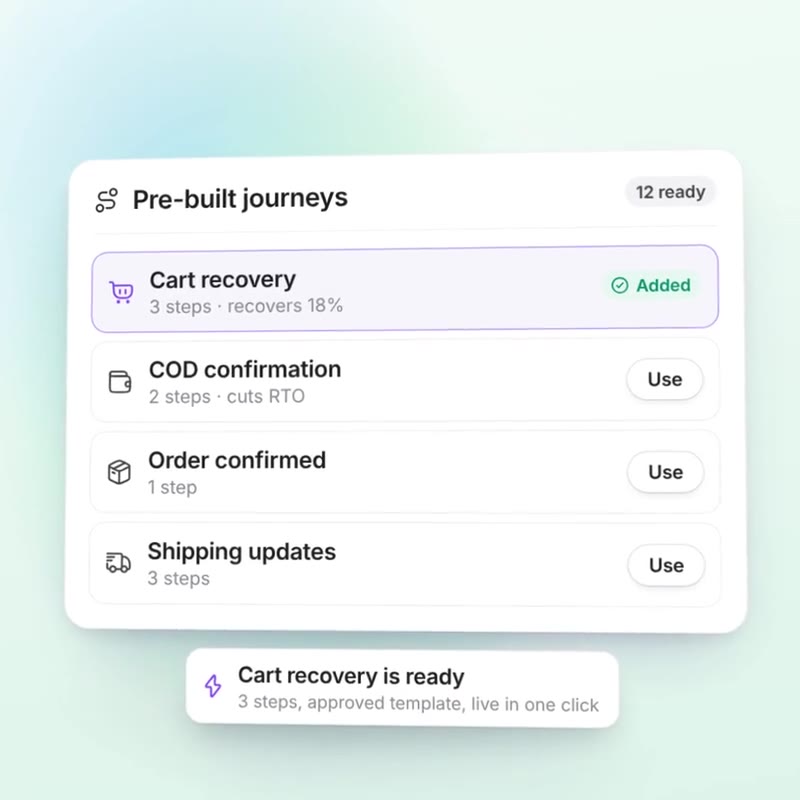 Pre-built journeys
12 ready
Cart recovery
3 steps · recovers 18%
Added
COD confirmation
2 steps · cuts RTO
Use
Order confirmed
1 step
Use
Shipping updates
3 steps
Use
Cart recovery is ready
3 steps, approved template, live in one click